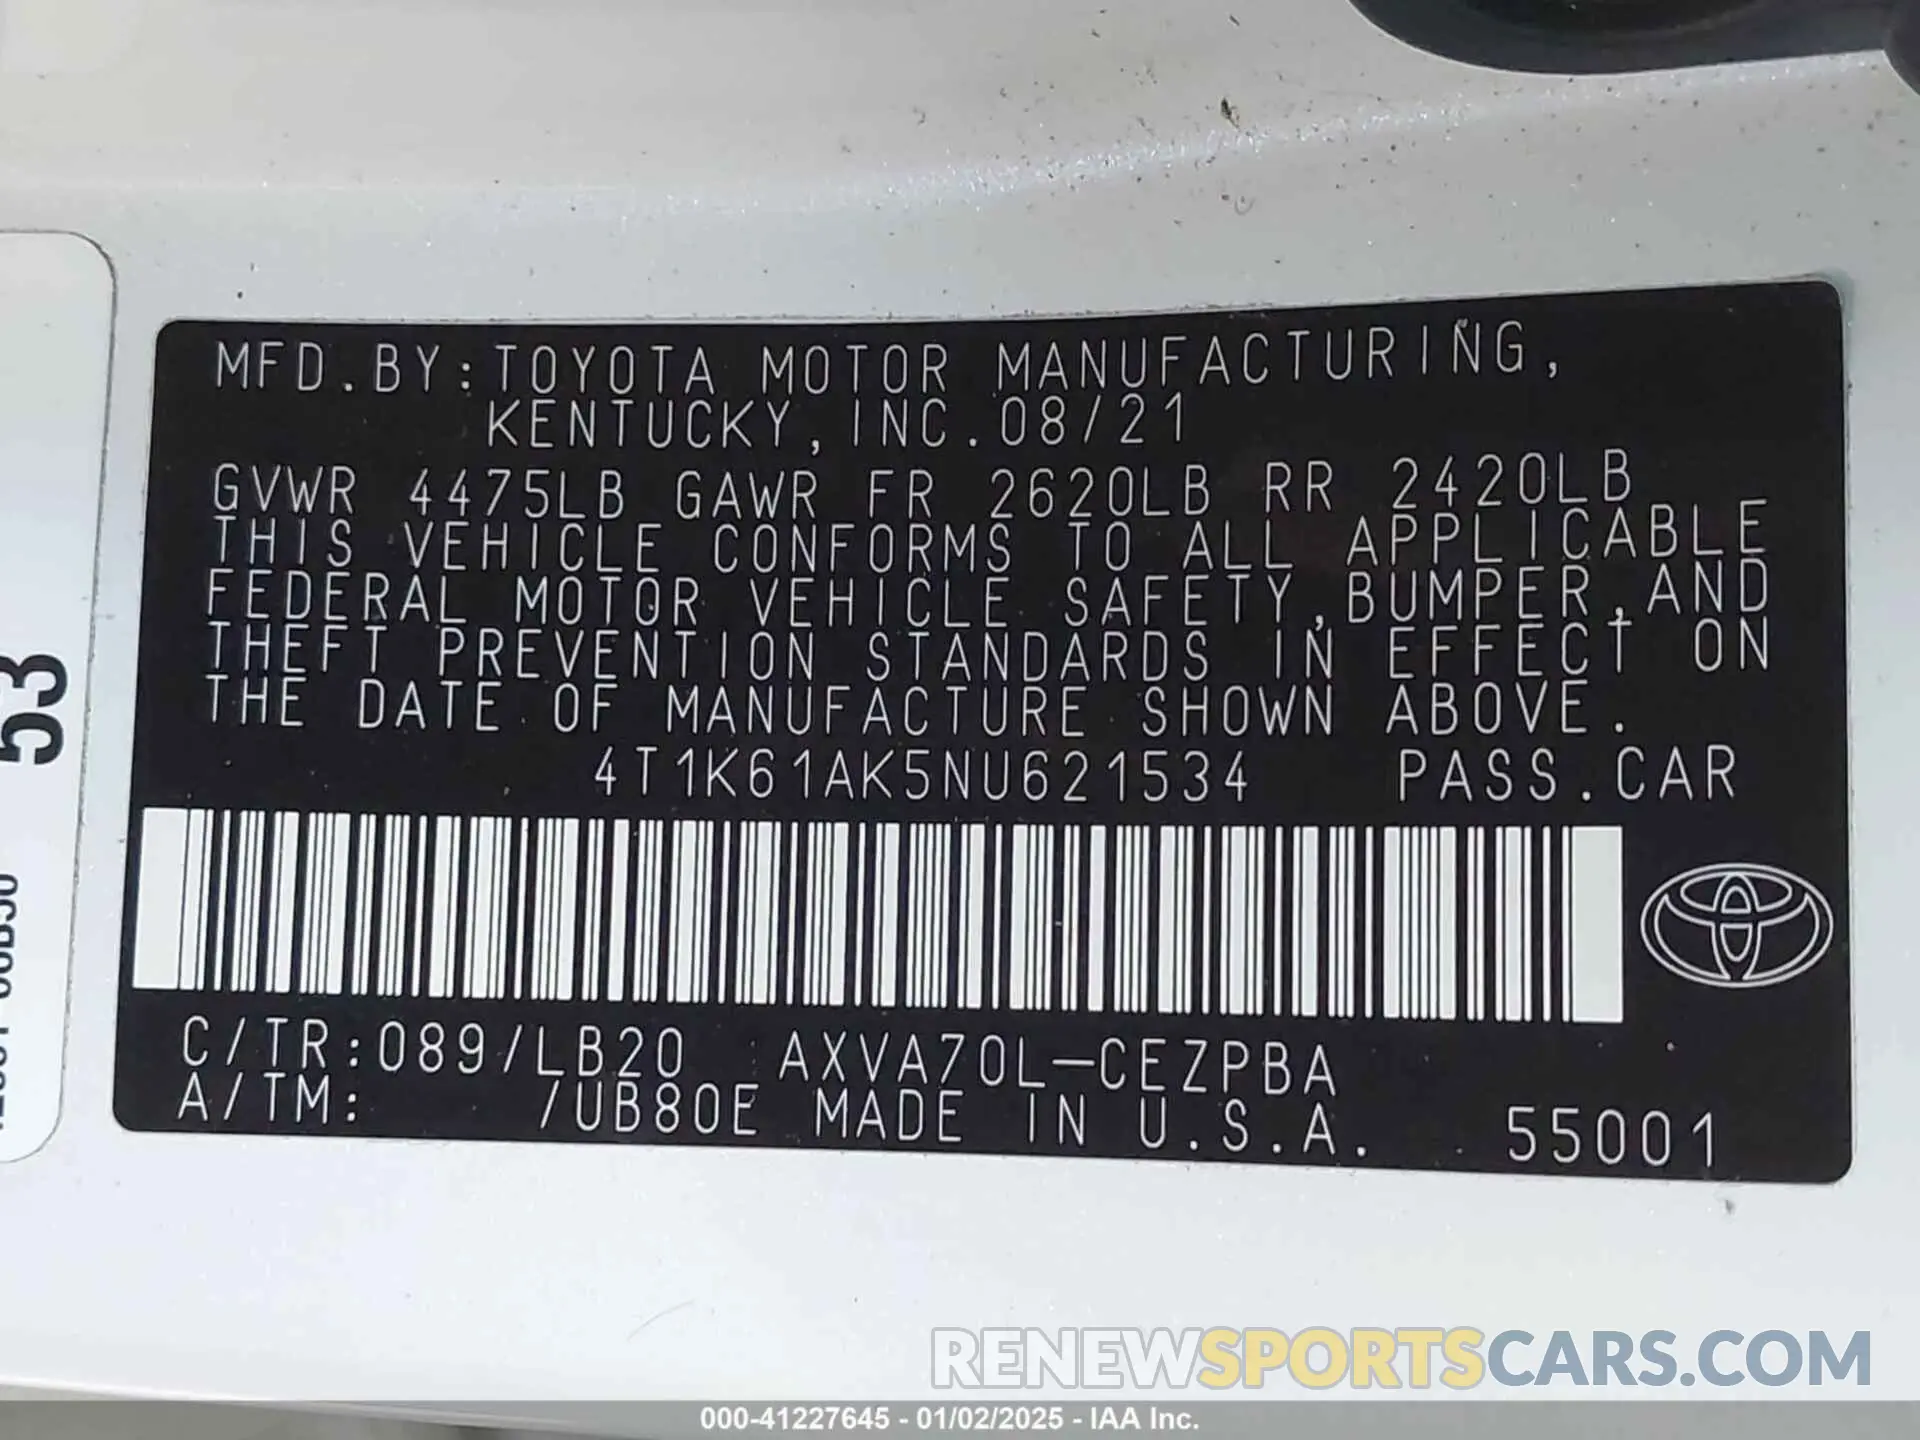 MFD.BY:TOYOTA MOTOR MANUFACTURING,
KENTUCKY,INC.08/21
GVWR 4475LB GAWR FR 2620LB RR 2420LB
THIS VEHICLE CONFORMS TO ALL APPLICABLE
FEDERAL MOTOR VEHICLE SAFETY,BUMPER,AND
THEFT PREVENTION STANDARDS IN EFFECT ON
THE DATE OF MANUFACTURE SHOWN ABOVE.
4T1K61AK5NU621534 PASS.CAR
C/TR:089/LB20 AXVA70L-CEZPBA
A/TM: /UB80E MADE IN U.S.A. 55001
53
RENEWSPORTSCARS.COM
000-41227645 - 01/02/2025 - IAA Inc.